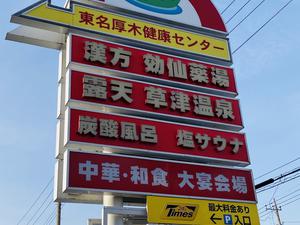 東名厚木健康センター
漢方 効仙薬湯
露天 草津温泉
炭酸風呂 塩サウナ
中華・和食 大宴会場
Times
最大料金あり
←P入口